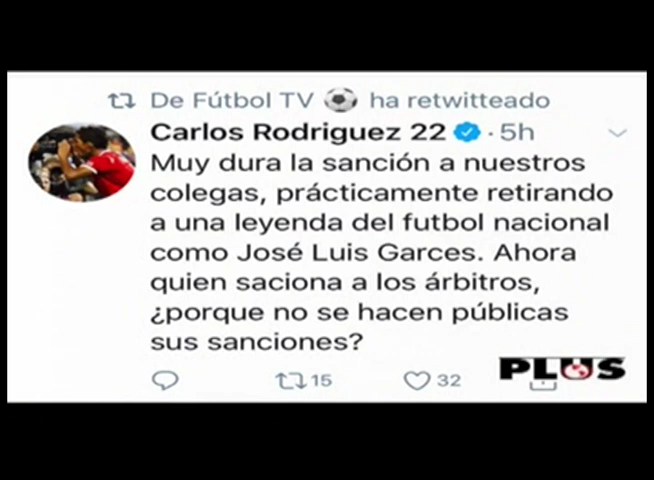 De Fútbol TV ⚽ ha retwitteado
Carlos Rodriguez 22 · 5h
Muy dura la sanción a nuestros
colegas, prácticamente retirando
a una leyenda del futbol nacional
como José Luis Garces. Ahora
quien saciona a los árbitros,
¿porque no se hacen públicas
sus sanciones?
15 32
PLUS